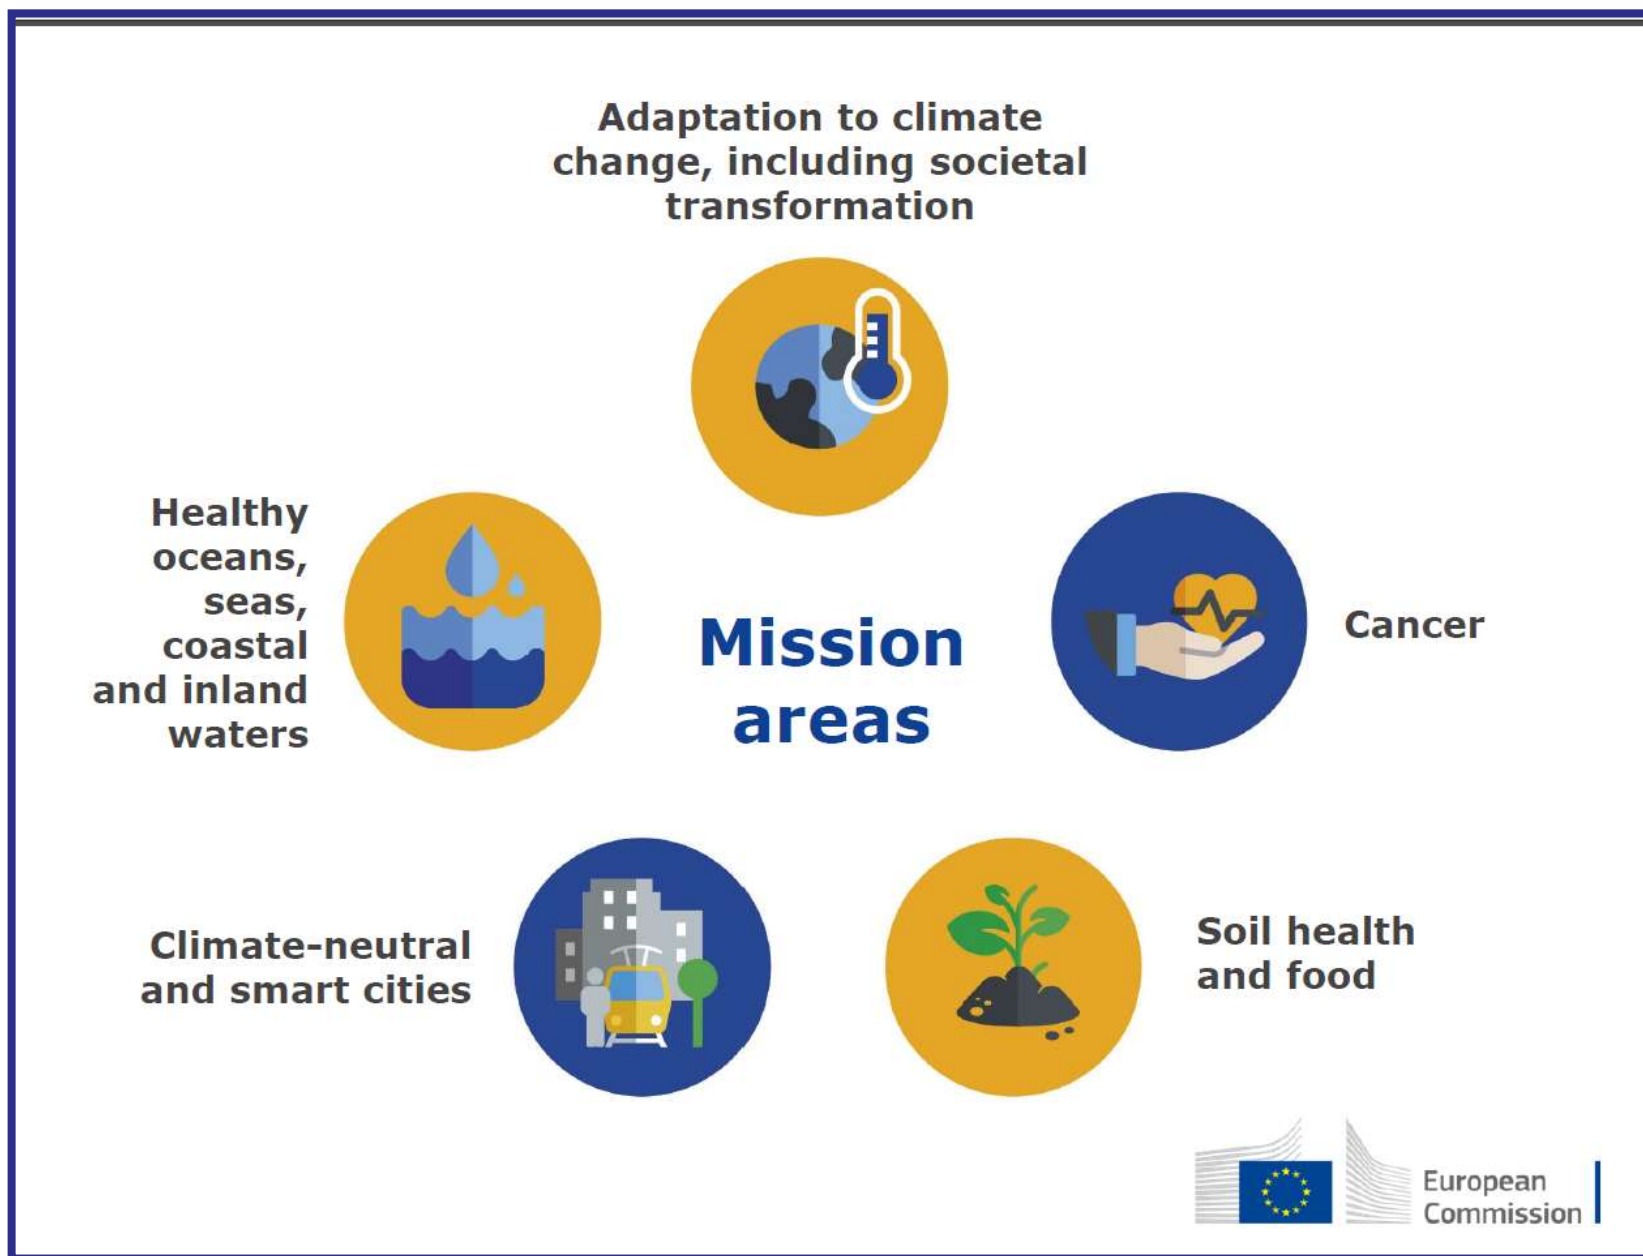 Adaptation to climate
change, including societal
transformation
Healthy
oceans,
seas,
coastal
and inland
waters
Mission
areas
Cancer
Climate-neutral
and smart cities
Soil health
and food
European
Commission